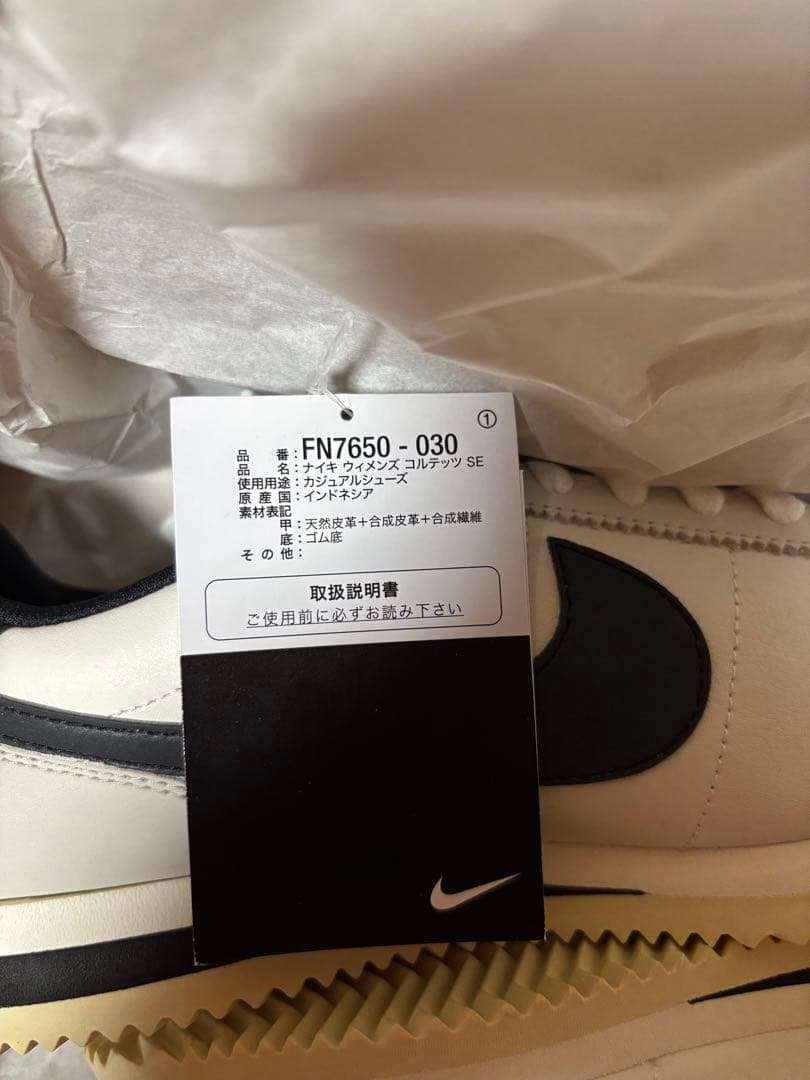 ①
品番：FN7650 - 030
品名：ナイキ ウィメンズ コルテッツ SE
使用用途：カジュアルシューズ
原産国：インドネシア
素材表記
甲：天然皮革＋合成皮革＋合成繊維
底：ゴム底
その他：
取扱説明書
ご使用前に必ずお読み下さい